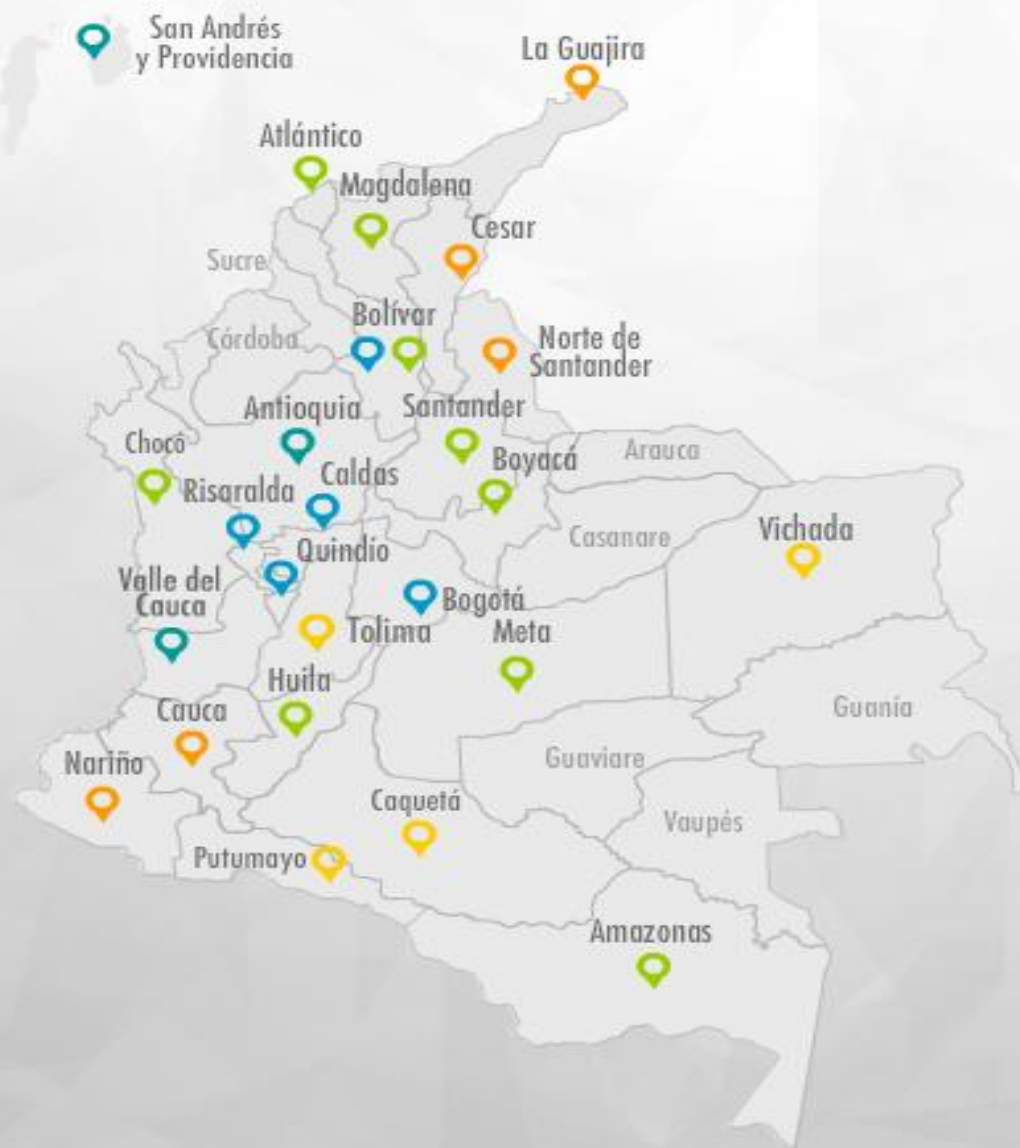 San Andrés
y Providencia
La Guajira
Atlántico
Magdalena
Cesar
Sucre
Bolívar
Córdoba
Norte de
Santander
Antioquia
Santander
Chocó
Boyacá
Arauca
Caldas
Risaralda
Vichada
Casanare
Quindío
Valle del
Cauca
Bogotá
Tolima
Meta
Huila
Cauca
Guanía
Guaviare
Nariño
Caquetá
Vaupés
Putumayo
Amazonas